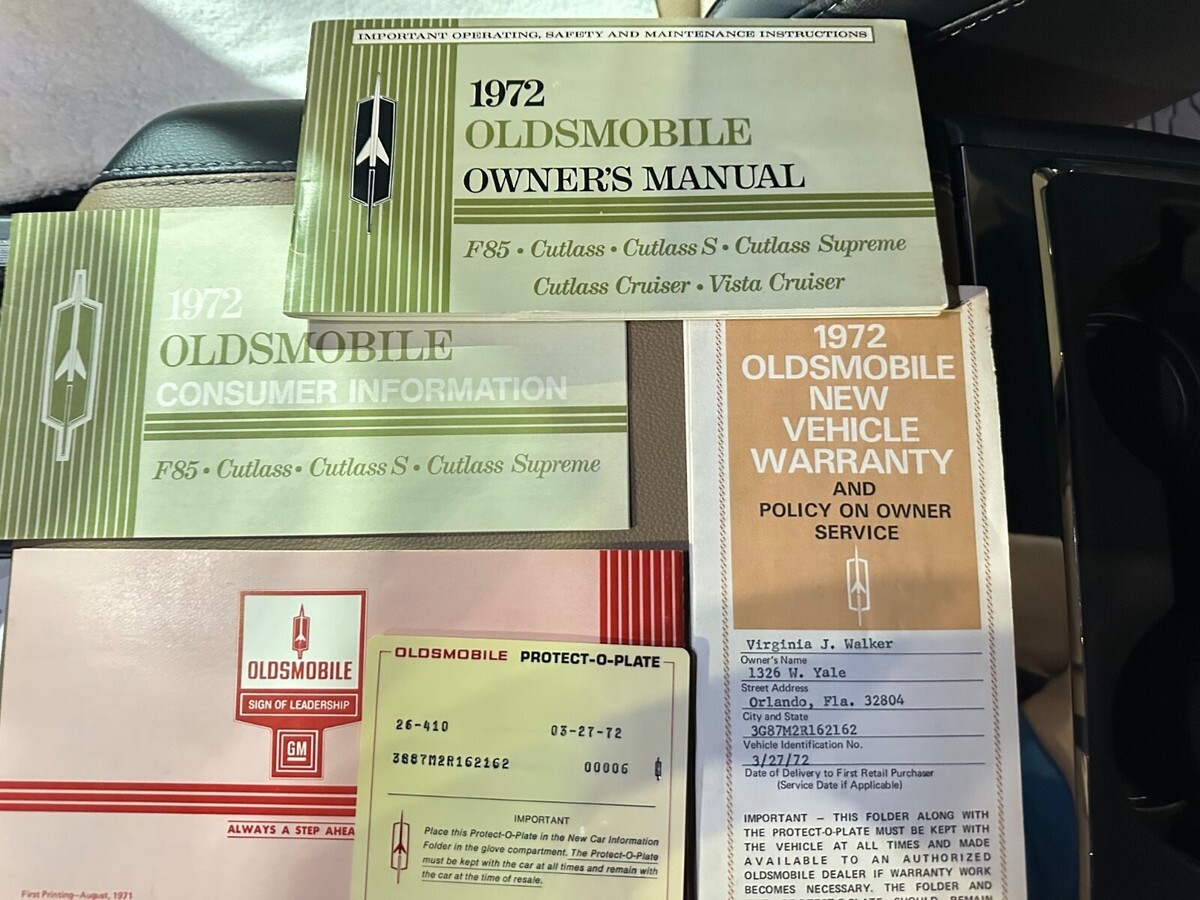 IMPORTANT OPERATING, SAFETY AND MAINTENANCE INSTRUCTIONS
1972
OLDSMOBILE
OWNER'S MANUAL
F85 • Cutlass • Cutlass S • Cutlass Supreme
Cutlass Cruiser • Vista Cruiser
1972
OLDSMOBILE
CONSUMER INFORMATION
F85 • Cutlass • Cutlass S • Cutlass Supreme
1972
OLDSMOBILE
NEW
VEHICLE
WARRANTY
AND
POLICY ON OWNER
SERVICE
Virginia J. Walker
Owner's Name
1326 W. Yale
Street Address
Orlando, Fla. 32804
City and State
3G87M2R162162
Vehicle Identification No.
3/27/72
Date of Delivery to First Retail Purchaser
(Service Date if Applicable)
IMPORTANT — THIS FOLDER ALONG WITH
THE PROTECT-O-PLATE MUST BE KEPT WITH
THE VEHICLE AT ALL TIMES AND MADE
AVAILABLE TO AN AUTHORIZED
OLDSMOBILE DEALER IF WARRANTY WORK
BECOMES NECESSARY. THE FOLDER AND
PROTECT-O-PLATE SHOULD REMAIN
OLDSMOBILE
SIGN OF LEADERSHIP
GM
ALWAYS A STEP AHEA
First Printing—August, 1971
OLDSMOBILE PROTECT-O-PLATE
26-410 03-27-72
3G87M2R162162 00006
IMPORTANT
Place this Protect-O-Plate in the New Car Information
Folder in the glove compartment. The Protect-O-Plate
must be kept with the car at all times and remain with
the car at the time of resale.